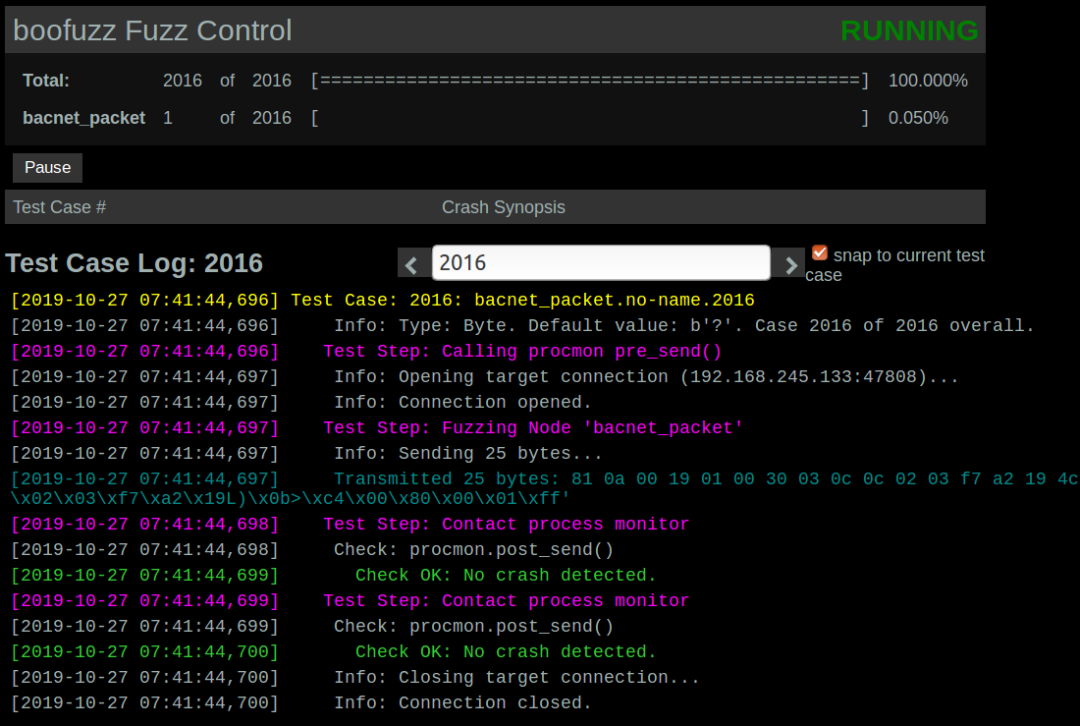 boofuzz Fuzz Control RUNNING
Total: 2016 of 2016 [==================================================] 100.000%
bacnet_packet 1 of 2016 [ ] 0.050%
Pause
Test Case # Crash Synopsis
Test Case Log: 2016 < 2016 > snap to current test
case
[2019-10-27 07:41:44,696] Test Case: 2016: bacnet_packet.no-name.2016
[2019-10-27 07:41:44,696] Info: Type: Byte. Default value: b'?'. Case 2016 of 2016 overall.
[2019-10-27 07:41:44,696] Test Step: Calling procmon pre_send()
[2019-10-27 07:41:44,697] Info: Opening target connection (192.168.245.133:47808)...
[2019-10-27 07:41:44,697] Info: Connection opened.
[2019-10-27 07:41:44,697] Test Step: Fuzzing Node 'bacnet_packet'
[2019-10-27 07:41:44,697] Info: Sending 25 bytes...
[2019-10-27 07:41:44,697] Transmitted 25 bytes: 81 0a 00 19 01 00 30 03 0c 0c 02 03 f7 a2 19 4c
\x02\x03\xf7\xa2\x19L)\x0b>\xc4\x00\x80\x00\x01\xff'
[2019-10-27 07:41:44,698] Test Step: Contact process monitor
[2019-10-27 07:41:44,698] Check: procmon.post_send()
[2019-10-27 07:41:44,699] Check OK: No crash detected.
[2019-10-27 07:41:44,699] Test Step: Contact process monitor
[2019-10-27 07:41:44,699] Check: procmon.post_send()
[2019-10-27 07:41:44,700] Check OK: No crash detected.
[2019-10-27 07:41:44,700] Info: Closing target connection...
[2019-10-27 07:41:44,700] Info: Connection closed.